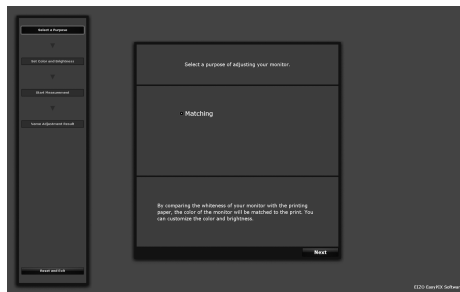 Select a Purpose
Set Color and Brightness
Start Measurement
Sense Adjustment Result
Reset and Exit
Select a purpose of adjusting your monitor.
Matching
By comparing the whiteness of your monitor with the printing
paper, the color of the monitor will be matched to the print. You
can customize the color and brightness.
Next
EIZO EasyPIX Softwar